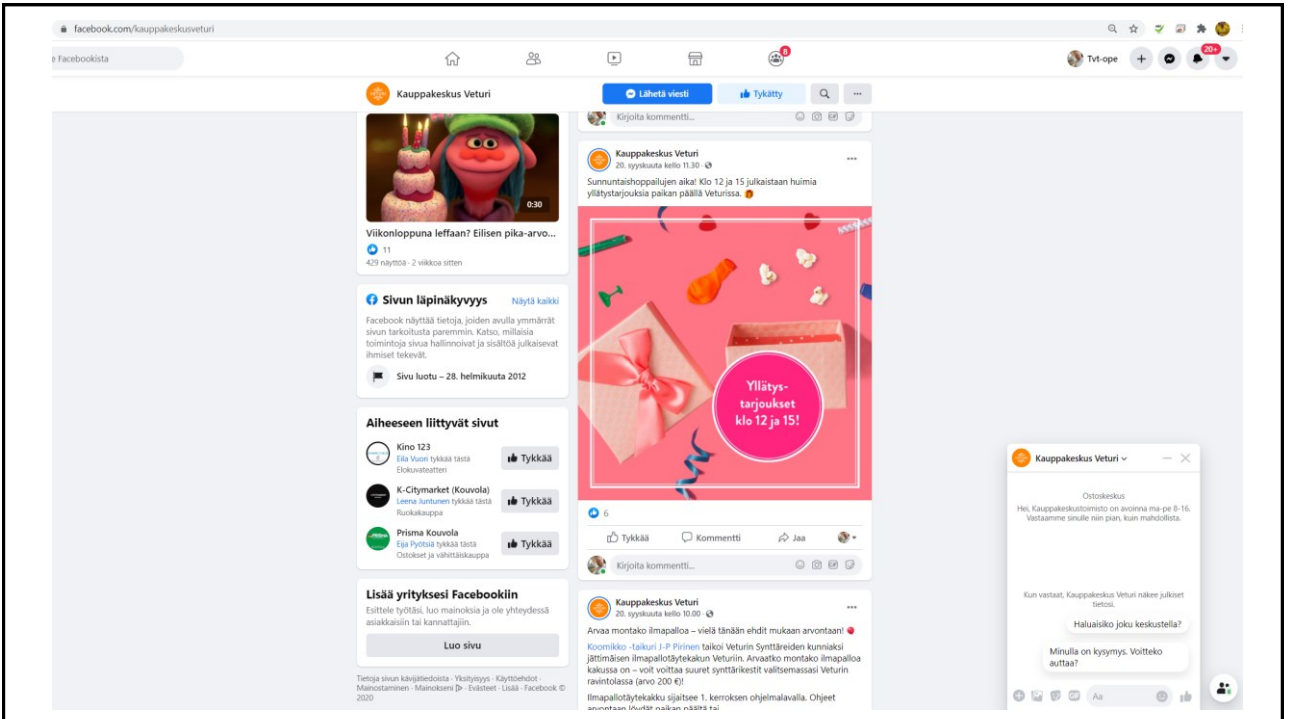 facebook.com/kauppakeskusveturi
e Facebookista
8
Tvt-ope
20+
Kauppakeskus Veturi
Lähetä viesti
Tykätty
0:30
Viikonloppuna leffaan? Eilisen pika-arvo...
11
429 näyttöä · 2 viikkoa sitten
Sivun läpinäkyvyys
Näytä kaikki
Facebook näyttää tietoja, joiden avulla ymmärrät
sivun tarkoitusta paremmin. Katso, millaisia
toimintoja sivua hallinnoivat ja sisältöä julkaisevat
ihmiset tekevät.
Sivu luotu – 28. helmikuuta 2012
Aiheeseen liittyvät sivut
Kino 123
Eila Vuori tykkää tästä
Elokuvateatteri
Tykkää
K-Citymarket (Kouvola)
Leena Juntunen tykkää tästä
Ruokakauppa
Tykkää
Prisma Kouvola
Eija Pyötsiä tykkää tästä
Ostokset ja vähittäiskauppa
Tykkää
Lisää yrityksesi Facebookiin
Esittele työtäsi, luo mainoksia ja ole yhteydessä
asiakkaisiin tai kannattajiin.
Luo sivu
Tietoja sivun kävijätiedoista · Yksityisyys · Käyttöehdot ·
Mainostaminen · Mainokseni · Evästeet · Lisää · Facebook ©
2020
Kirjoita kommentti...
Kauppakeskus Veturi
20. syyskuuta kello 11.30
Sunnuntaishoppailujen aika! Klo 12 ja 15 julkaistaan huimia
yllätystarjouksia paikan päällä Veturissa.
Yllätys-
tarjoukset
klo 12 ja 15!
6
Tykkää
Kommentti
Jaa
Kirjoita kommentti...
Kauppakeskus Veturi
20. syyskuuta kello 10.00
Arvaa montako ilmapalloa – vielä tänään ehdit mukaan arvontaan!
Koomikko -taikuri J-P Pirinen taikoi Veturin Synttäreiden kunniaksi
jättimäisen ilmapallotäytekakun Veturiin. Arvaatko montako ilmapalloa
kakussa on – voit voittaa suuret synttärikestit valitsemassasi Veturin
ravintolassa (arvo 200 €)!
Ilmapallotäytekakku sijaitsee 1. kerroksen ohjelmalavalla. Ohjeet
arvontaan löydät paikan päältä tai
Kauppakeskus Veturi
Ostoskeskus
Hei, Kauppakeskustoimisto on avoinna ma-pe 8-16.
Vastaamme sinulle niin pian, kuin mahdollista.
Kun vastaat, Kauppakeskus Veturi näkee julkiset
tietosi.
Haluaisiko joku keskustella?
Minulla on kysymys. Voitteko
auttaa?
GIF
Aa